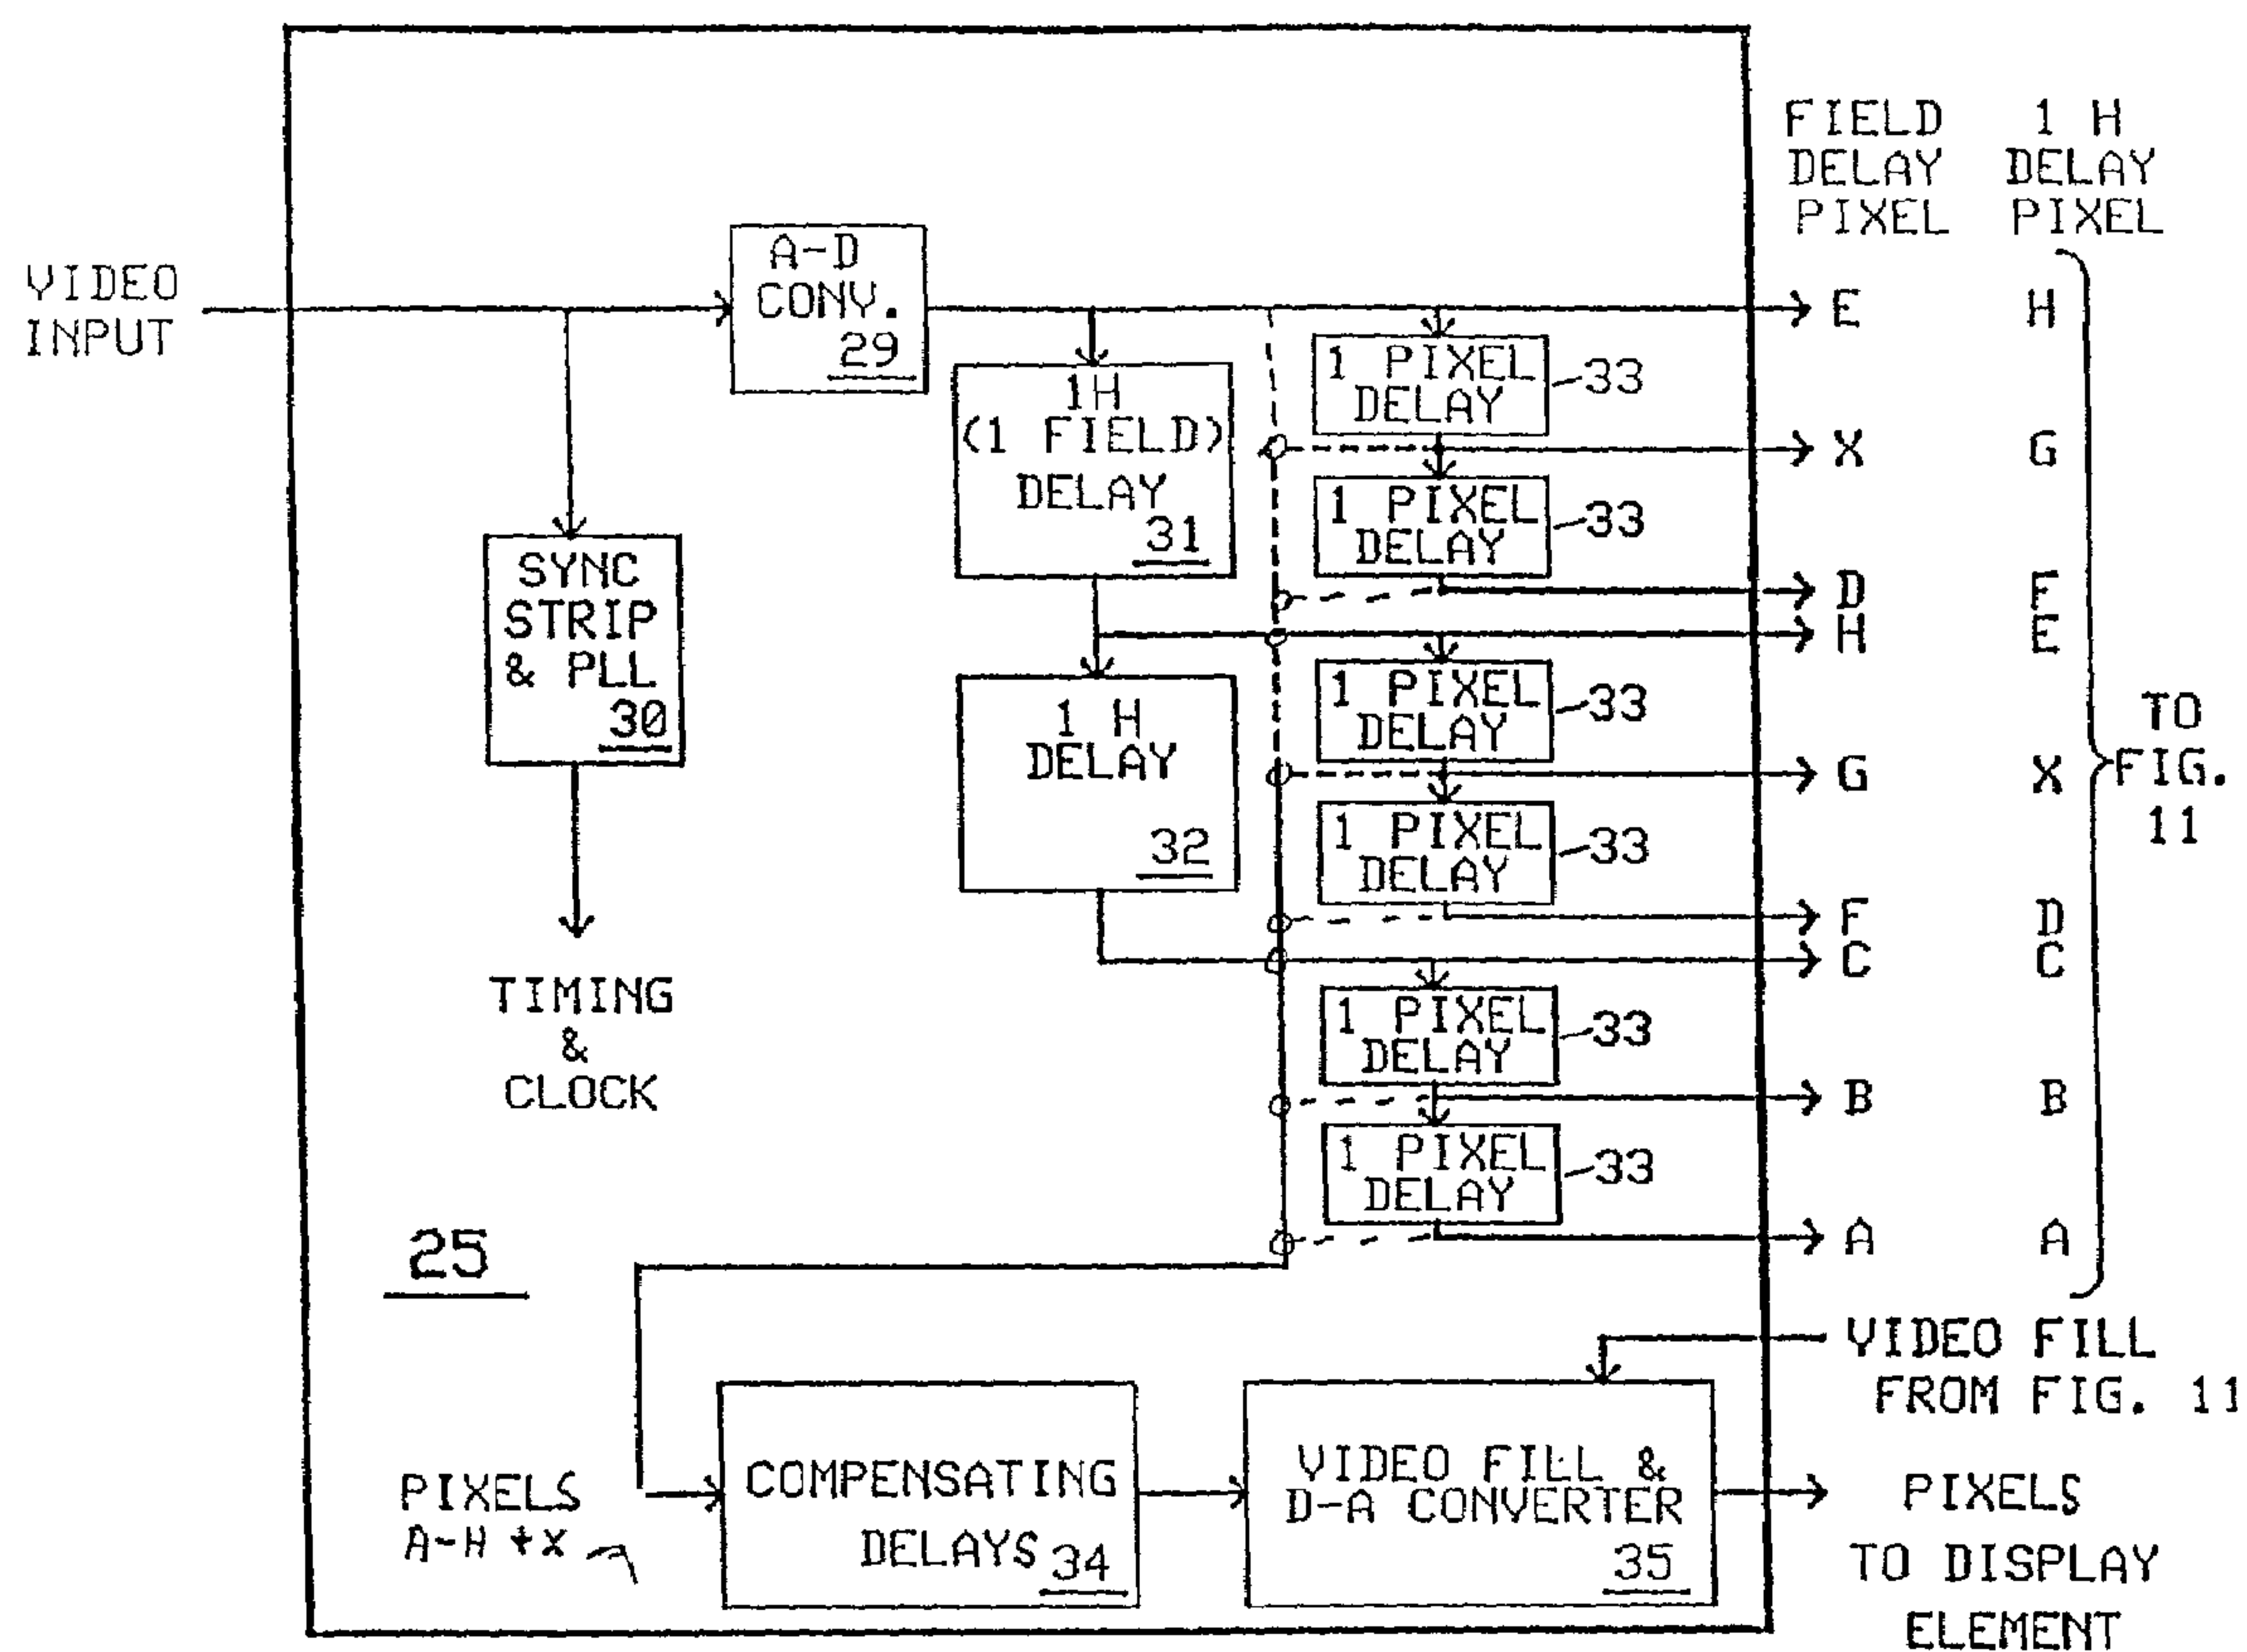 FIELD 1 H
DELAY DELAY
PIXEL PIXEL
VIDEO
INPUT
A-D
CONV.
29
E H
1 PIXEL
DELAY
33
1H
(1 FIELD)
DELAY
31
X G
1 PIXEL
DELAY
33
SYNC
STRIP
& PLL
30
D F
H E
1 PIXEL
DELAY
33
1 H
DELAY
32
TO
FIG.
11
G X
1 PIXEL
DELAY
33
F D
C C
TIMING
&
CLOCK
1 PIXEL
DELAY
33
B B
1 PIXEL
DELAY
33
A A
25
VIDEO FILL
FROM FIG. 11
PIXELS
A-H + X
COMPENSATING
DELAYS 34
VIDEO FILL &
D-A CONVERTER
35
PIXELS
TO DISPLAY
ELEMENT